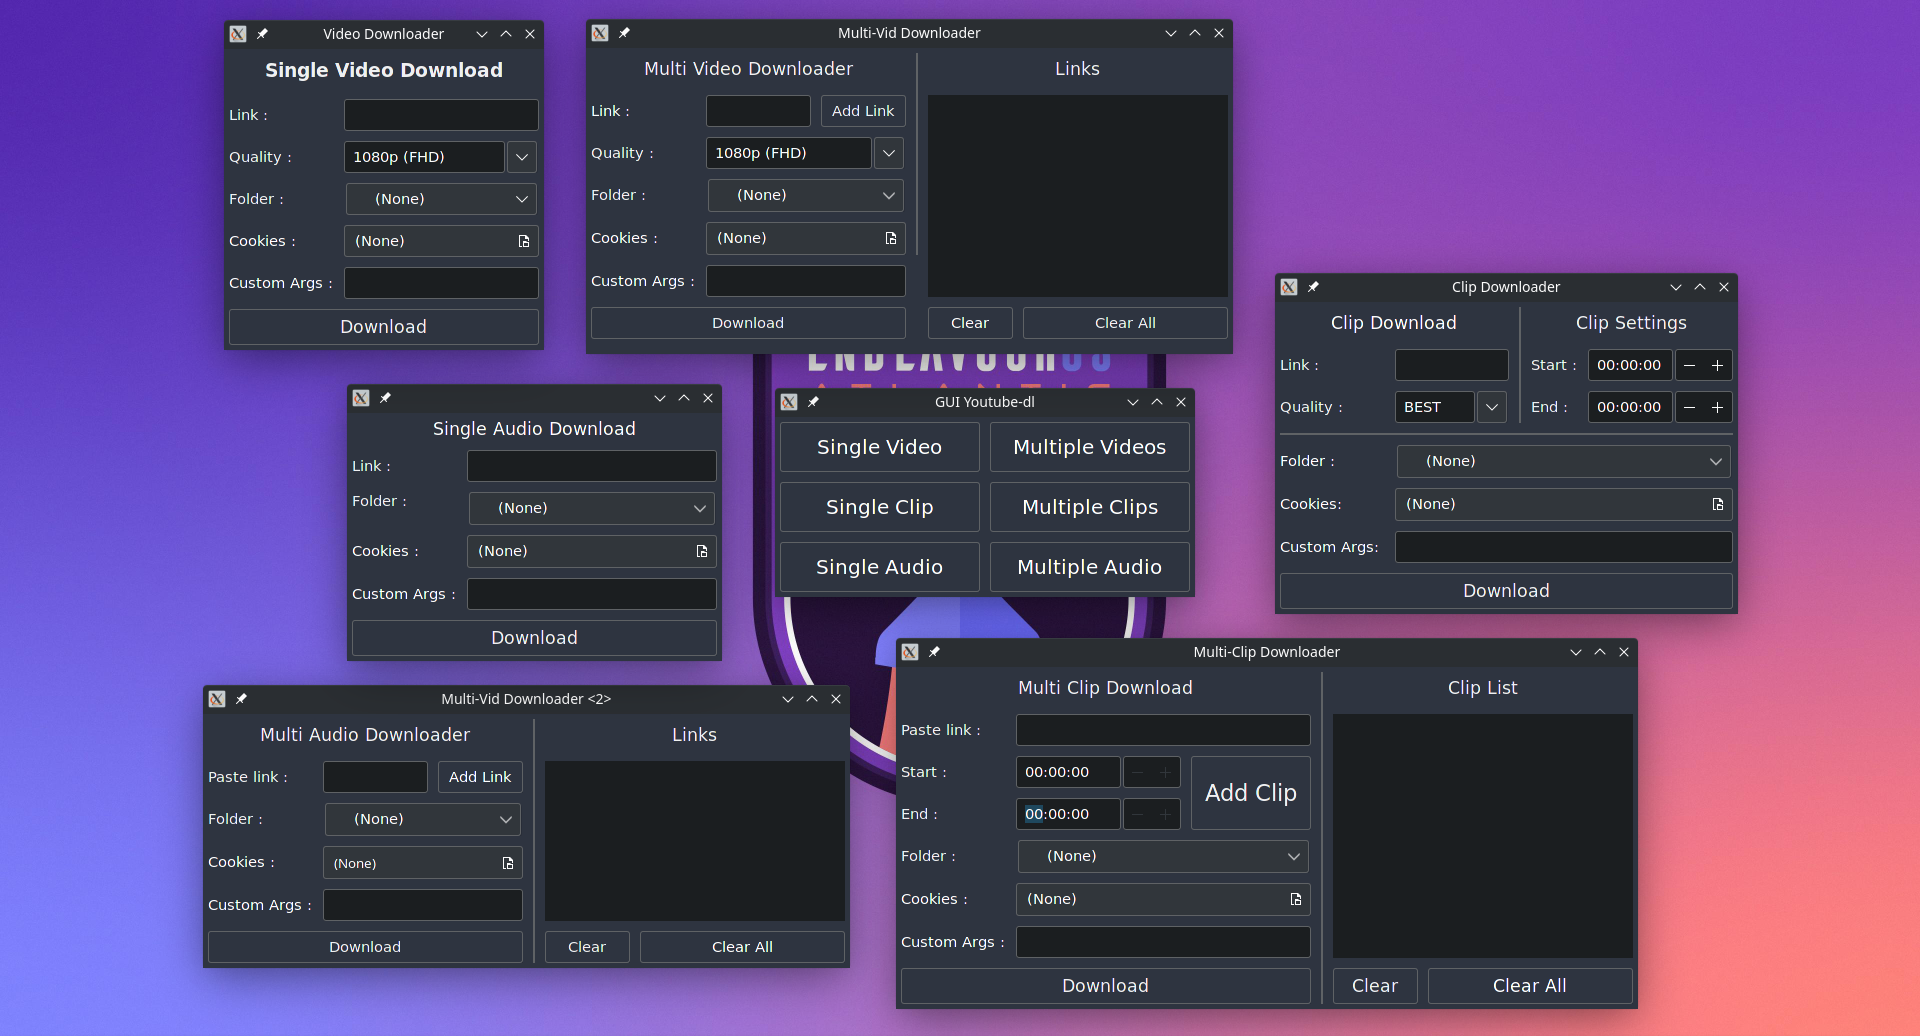 Video Downloader
Single Video Download
Link :
Quality :
1080p (FHD)
Folder :
(None)
Cookies :
(None)
Custom Args :
Download
Multi-Vid Downloader
Multi Video Downloader
Links
Link :
Add Link
Quality :
1080p (FHD)
Folder :
(None)
Cookies :
(None)
Custom Args :
Download
Clear
Clear All
Clip Downloader
Clip Download
Clip Settings
Link :
Start :
00:00:00
Quality :
BEST
End :
00:00:00
Folder :
(None)
Cookies:
(None)
Custom Args:
Download
Single Audio Download
Link :
Folder :
(None)
Cookies :
(None)
Custom Args :
Download
ENDEAVOUROS
GUI Youtube-dl
Single Video
Multiple Videos
Single Clip
Multiple Clips
Single Audio
Multiple Audio
Multi-Vid Downloader <2>
Multi Audio Downloader
Links
Paste link :
Add Link
Folder :
(None)
Cookies :
(None)
Custom Args :
Download
Clear
Clear All
Multi-Clip Downloader
Multi Clip Download
Clip List
Paste link :
Start :
00:00:00
Add Clip
End :
00:00:00
Folder :
(None)
Cookies :
(None)
Custom Args :
Download
Clear
Clear All